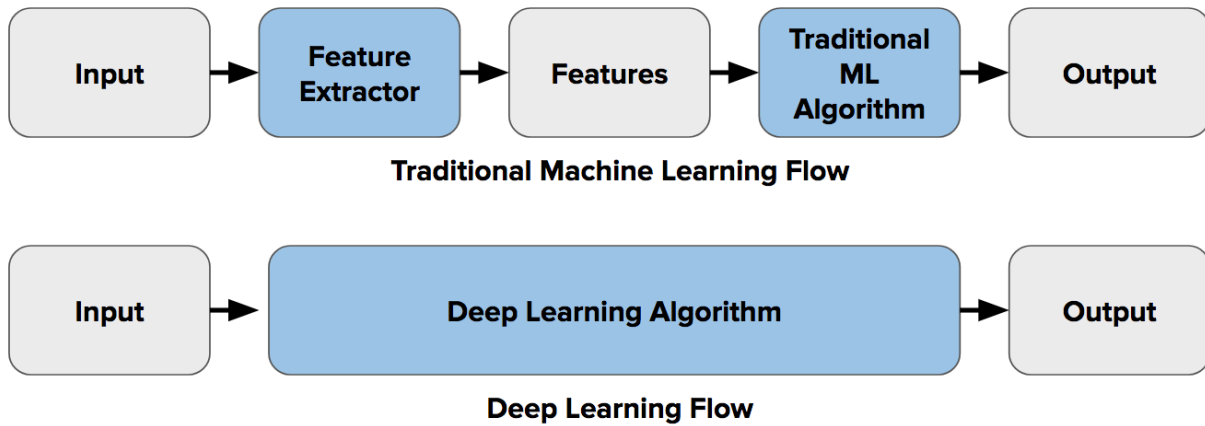 Input
Feature
Extractor
Features
Traditional
ML
Algorithm
Output
Traditional Machine Learning Flow
Input
Deep Learning Algorithm
Output
Deep Learning Flow